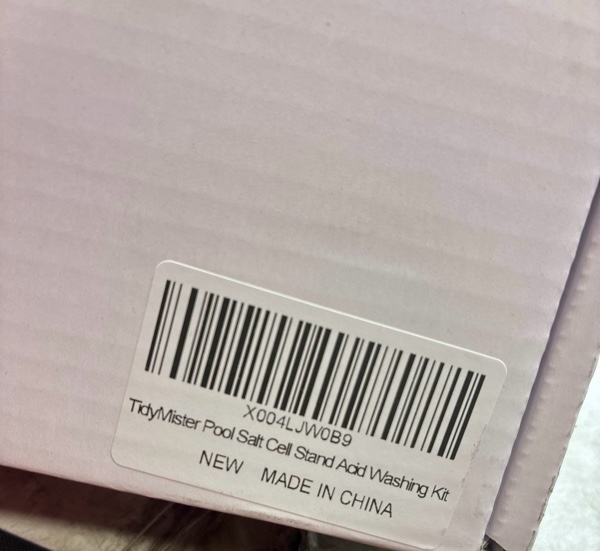 X004LJW0B9
TidyMister Pool Salt Cell Stand Acid Washing Kit
NEW MADE IN CHINA